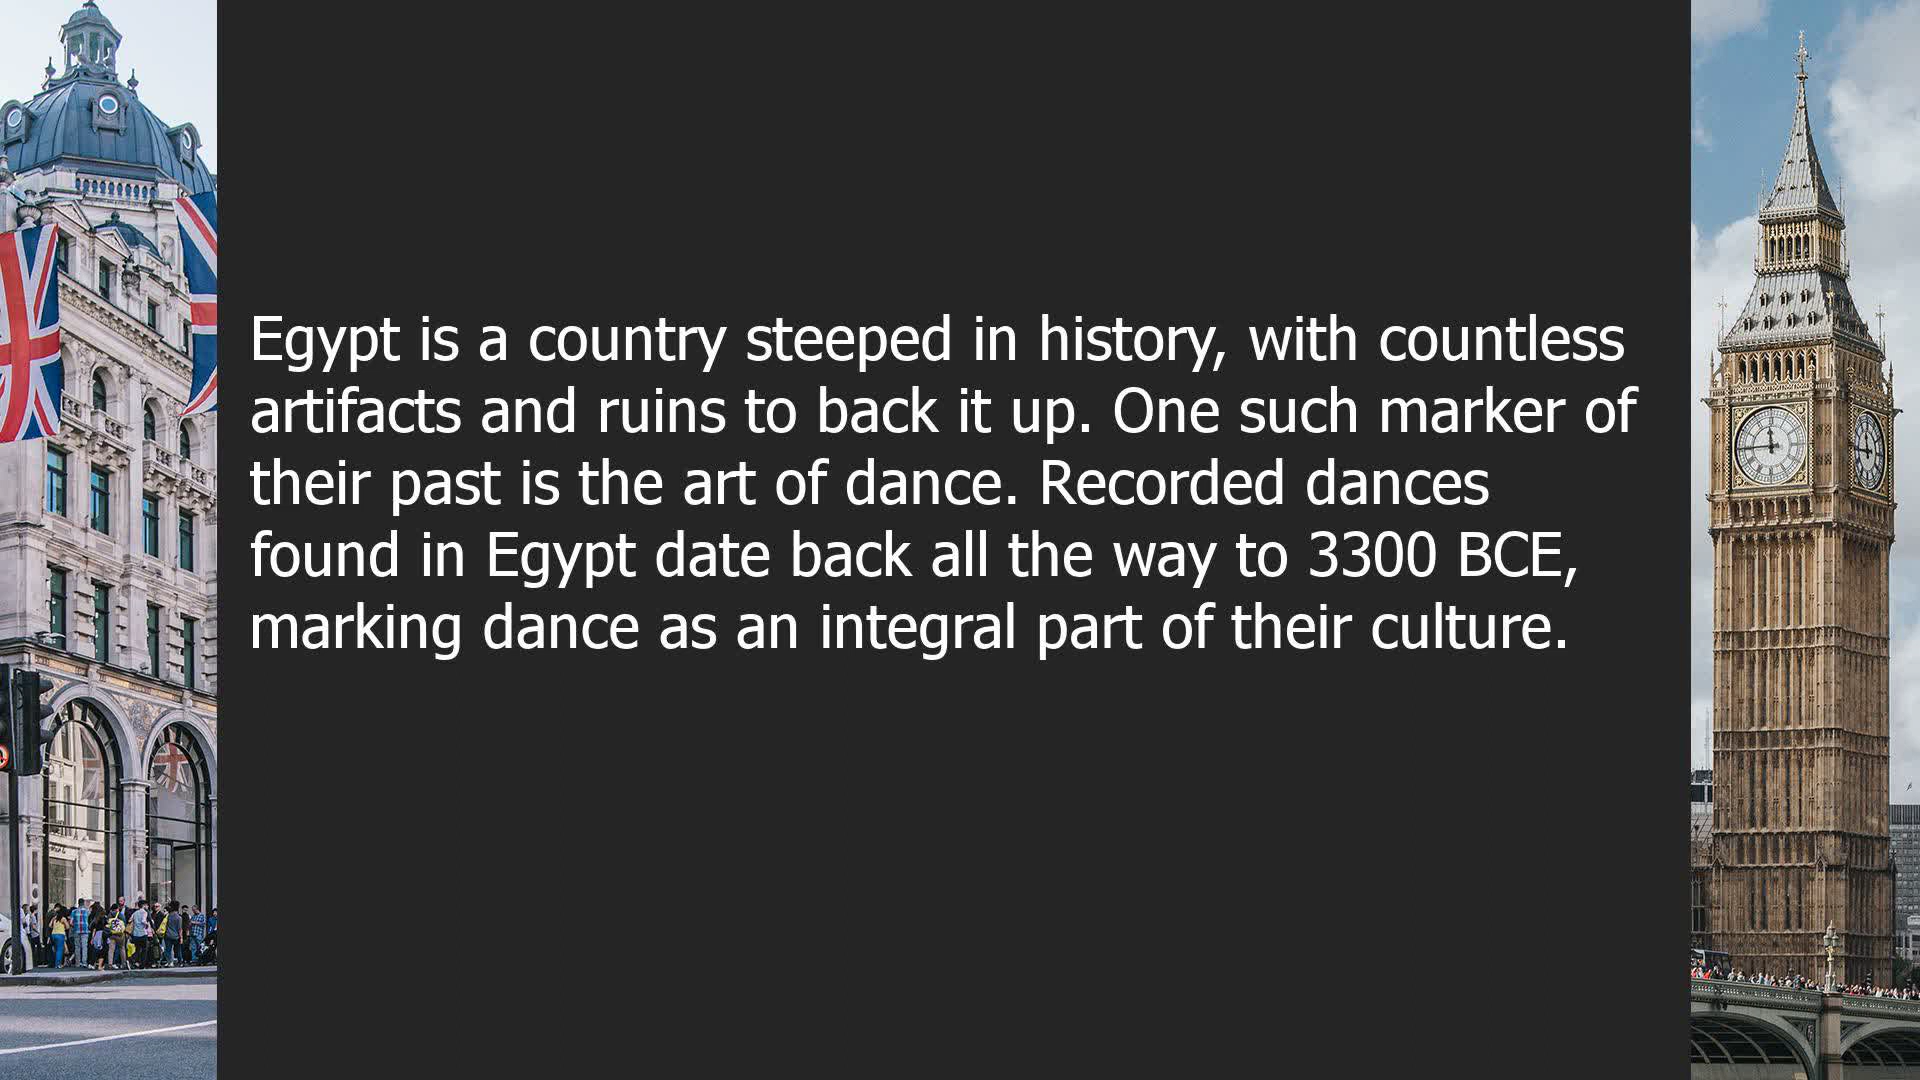 Egypt is a country steeped in history, with countless
artifacts and ruins to back it up. One such marker of
their past is the art of dance. Recorded dances
found in Egypt date back all the way to 3300 BCE,
marking dance as an integral part of their culture.